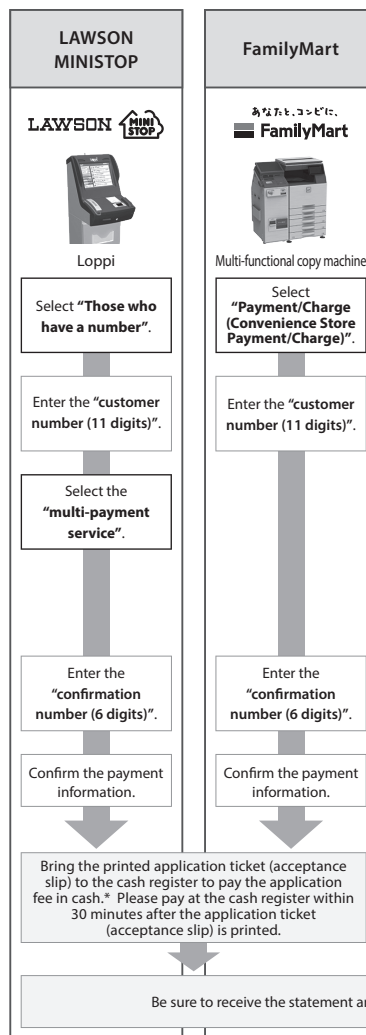 LAWSON
MINISTOP
LAWSON MINI
STOP
Loppi
Select “Those who
have a number”.
Enter the “customer
number (11 digits)”.
Select the
“multi-payment
service”.
Enter the
“confirmation
number (6 digits)”.
Confirm the payment
information.
FamilyMart
あなたと、コンビに、
FamilyMart
Multi-functional copy machine
Select
“Payment/Charge
(Convenience Store
Payment/Charge)”.
Enter the “customer
number (11 digits)”.
Enter the
“confirmation
number (6 digits)”.
Confirm the payment
information.
Bring the printed application ticket (acceptance
slip) to the cash register to pay the application
fee in cash.* Please pay at the cash register within
30 minutes after the application ticket
(acceptance slip) is printed.
Be sure to receive the statement